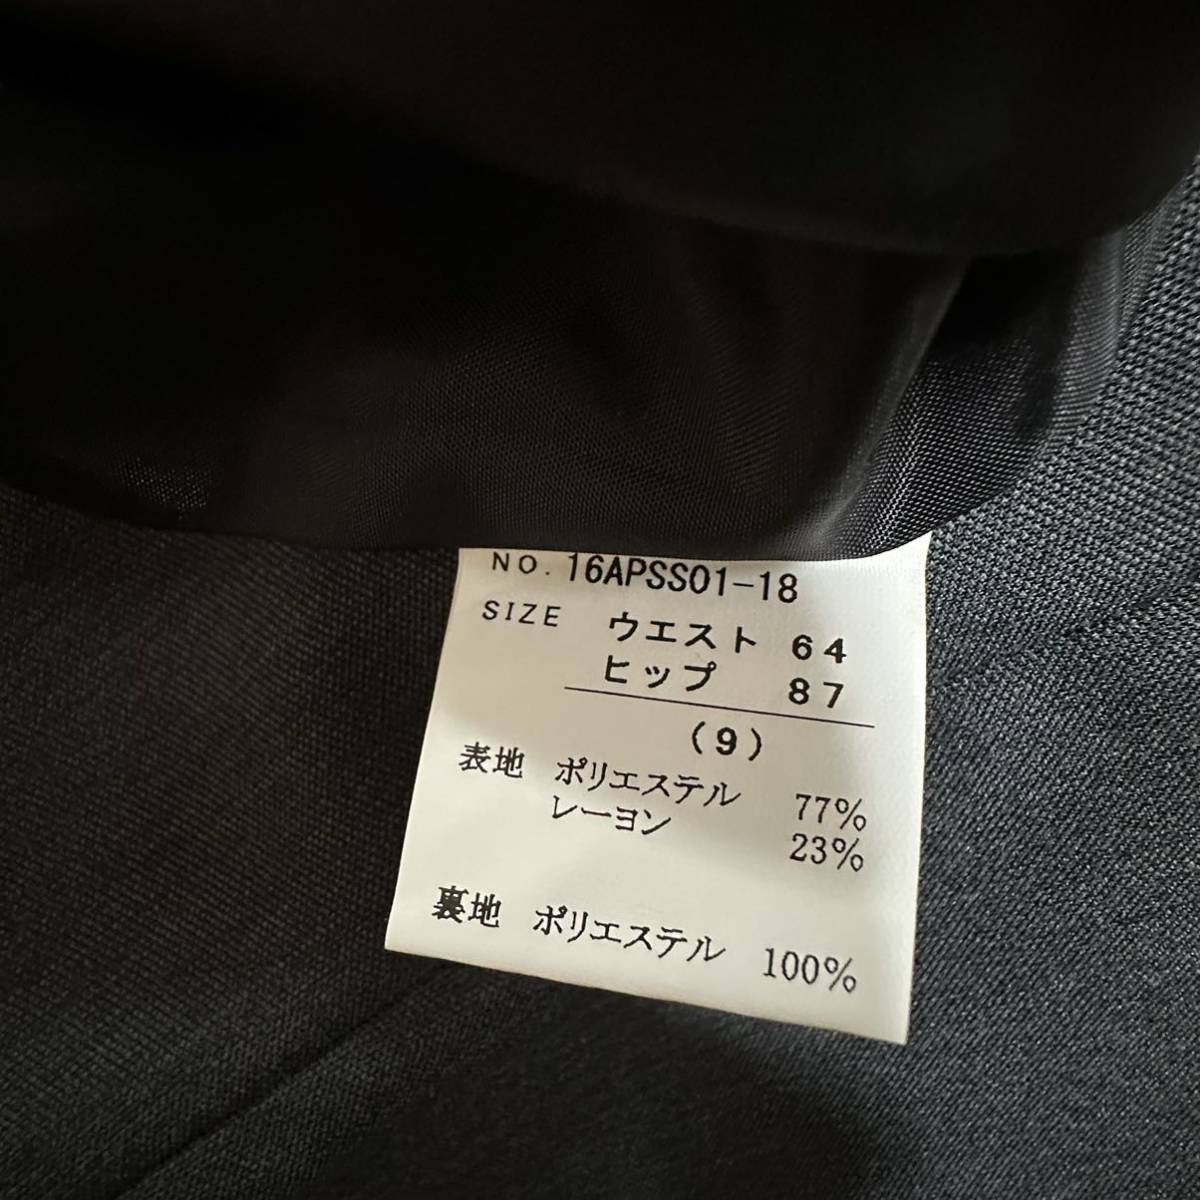 NO. 16APSS01-18
SIZE ウエスト 64
ヒップ 87
(9)
表地 ポリエステル 77%
レーヨン 23%
裏地 ポリエステル 100%